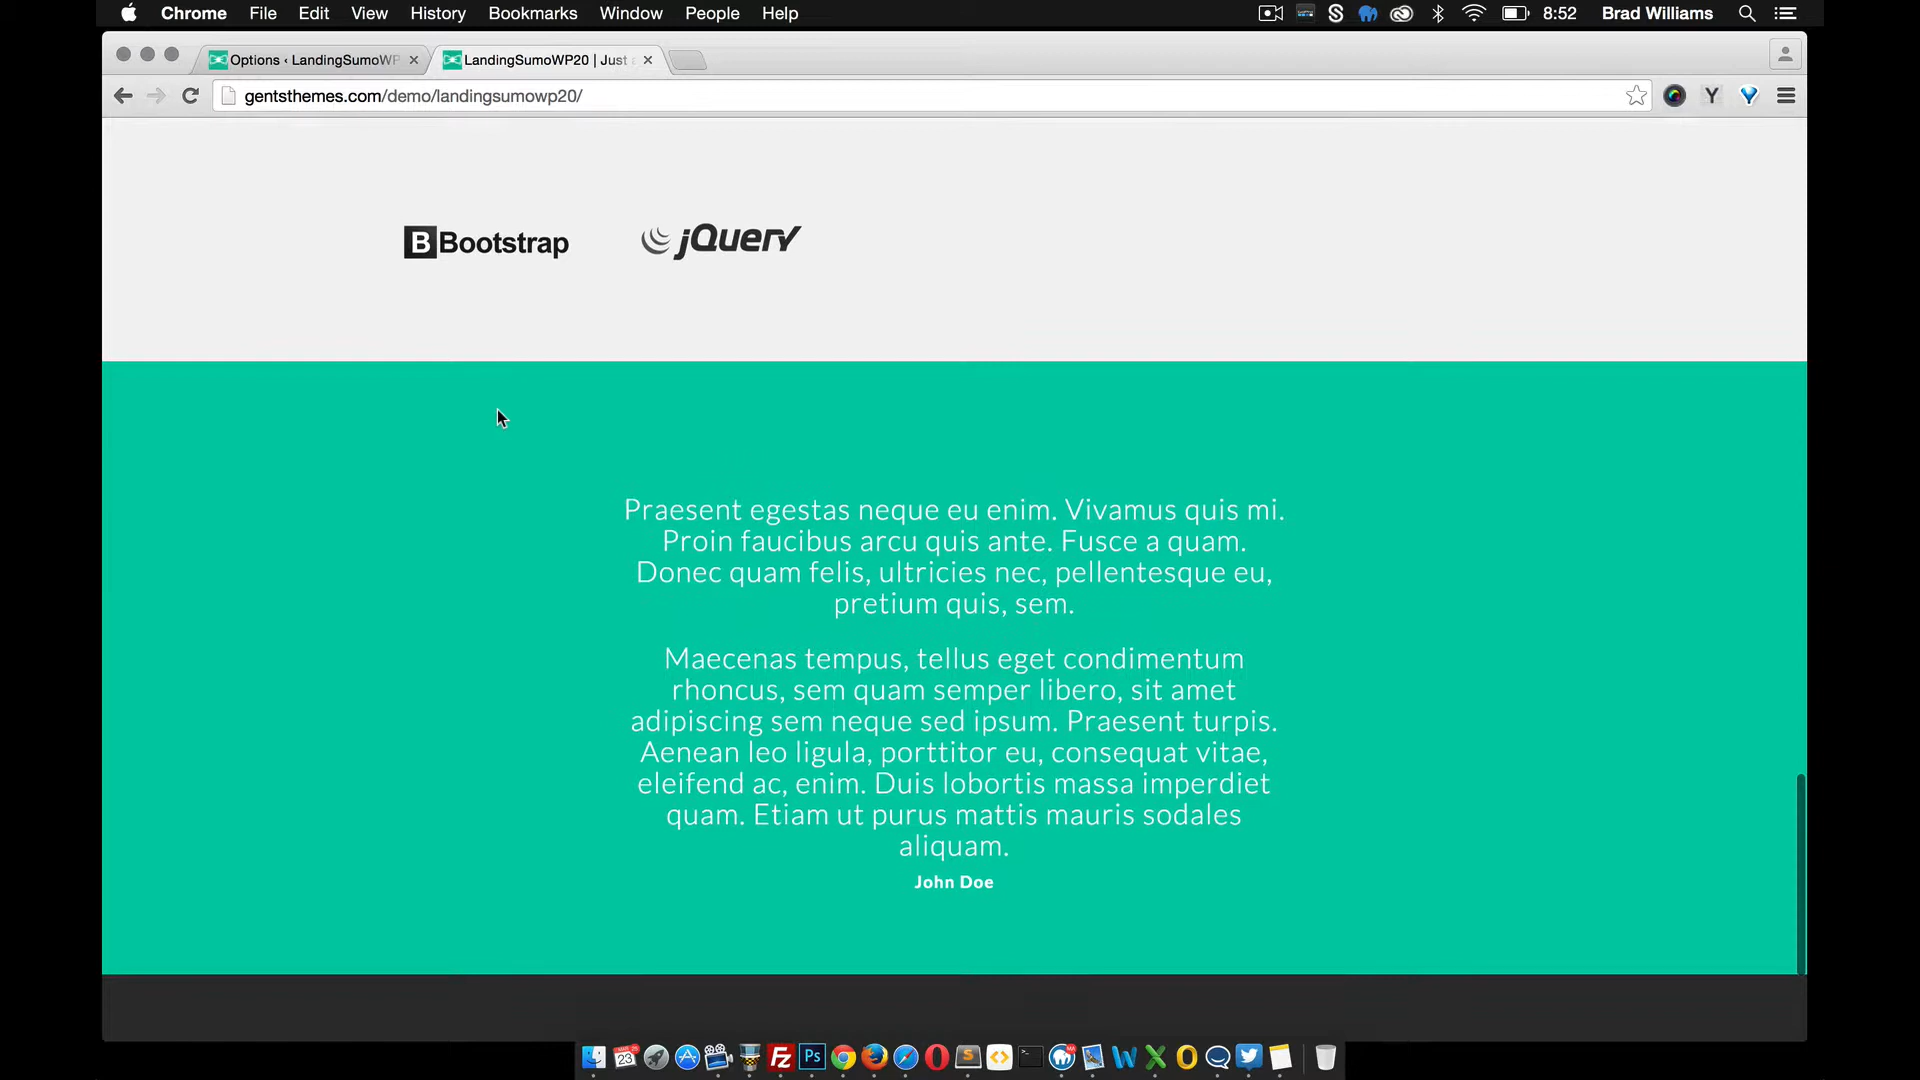 Chrome File Edit View History Bookmarks Window People Help 8:52 Brad Williams
Options ‹ LandingSumoWP LandingSumoWP20 | Just
gentsthemes.com/demo/landingsumowp20/
B Bootstrap jQuery
Praesent egestas neque eu enim. Vivamus quis mi.
Proin faucibus arcu quis ante. Fusce a quam.
Donec quam felis, ultricies nec, pellentesque eu,
pretium quis, sem.
Maecenas tempus, tellus eget condimentum
rhoncus, sem quam semper libero, sit amet
adipiscing sem neque sed ipsum. Praesent turpis.
Aenean leo ligula, porttitor eu, consequat vitae,
eleifend ac, enim. Duis lobortis massa imperdiet
quam. Etiam ut purus mattis mauris sodales
aliquam.
John Doe
23 Fz Ps